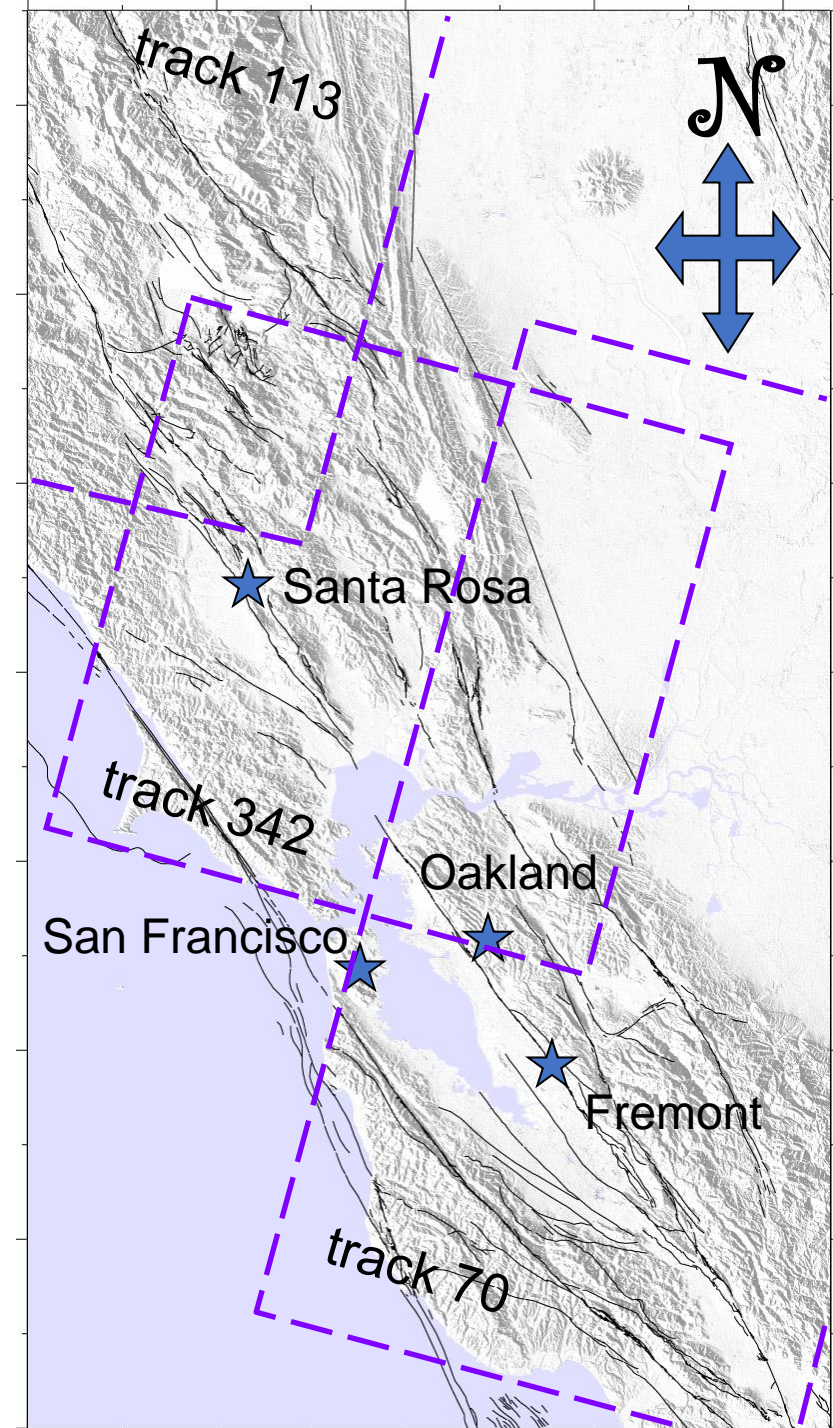 track 113
N
Santa Rosa
track 342
Oakland
San Francisco
Fremont
track 70